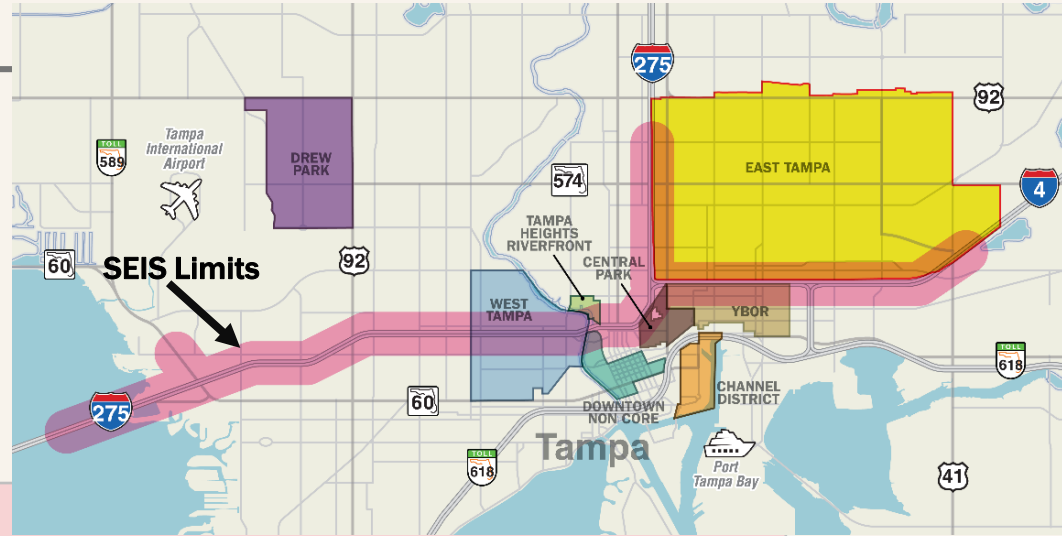 275
92
TOLL
589
Tampa
International
Airport
DREW
PARK
EAST TAMPA
574
4
TAMPA
HEIGHTS
RIVERFRONT
CENTRAL
PARK
60
92
SEIS Limits
WEST
TAMPA
YBOR
TOLL
618
275
60
CHANNEL
DISTRICT
DOWNTOWN
NON CORE
Tampa
TOLL
618
Port
Tampa Bay
41